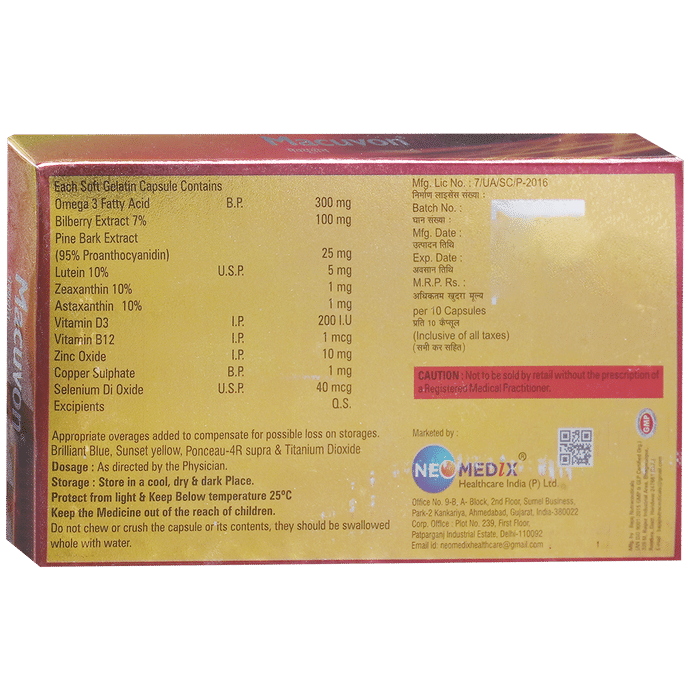 Macuvon
Macuvon
Each Soft Gelatin Capsule Contains
Omega 3 Fatty Acid B.P. 300 mg
Bilberry Extract 7% 100 mg
Pine Bark Extract
(95% Proanthocyanidin) 25 mg
Lutein 10% U.S.P. 5 mg
Zeaxanthin 10% 1 mg
Astaxanthin 10% 1 mg
Vitamin D3 I.P. 200 I.U
Vitamin B12 I.P. 1 mcg
Zinc Oxide I.P. 10 mg
Copper Sulphate B.P. 1 mg
Selenium Di Oxide U.S.P. 40 mcg
Excipients Q.S.
Appropriate overages added to compensate for possible loss on storages.
Brilliant Blue, Sunset yellow, Ponceau-4R supra & Titanium Dioxide
Dosage : As directed by the Physician.
Storage : Store in a cool, dry & dark Place.
Protect from light & Keep Below temperature 25°C
Keep the Medicine out of the reach of children.
Do not chew or crush the capsule or its contents, they should be swallowed
whole with water.
Mfg. Lic No. : 7/UA/SC/P-2016
निर्माण लाइसेंस संख्या :
Batch No. :
घान संख्या :
Mfg. Date :
उत्पादन तिथि
Exp. Date :
अवसान तिथि
M.R.P. Rs. :
अधिकतम खुदरा मूल्य
per 10 Capsules
प्रति 10 कैप्सूल
(Inclusive of all taxes)
(सभी कर सहित)
CAUTION : Not to be sold by retail without the prescription of
a Registered Medical Practitioner.
Marketed by :
NEOMEDIX ®
Healthcare India (P) Ltd.
Office No. 9-B, A- Block, 2nd Floor, Sumel Business,
Park-2 Kankariya, Ahmedabad, Gujarat, India-380022
Corp. Office : Plot No. 239, First Floor,
Patparganj Industrial Estate, Delhi-110092
Email id: neomedixhealthcare@gmail.com
GMP